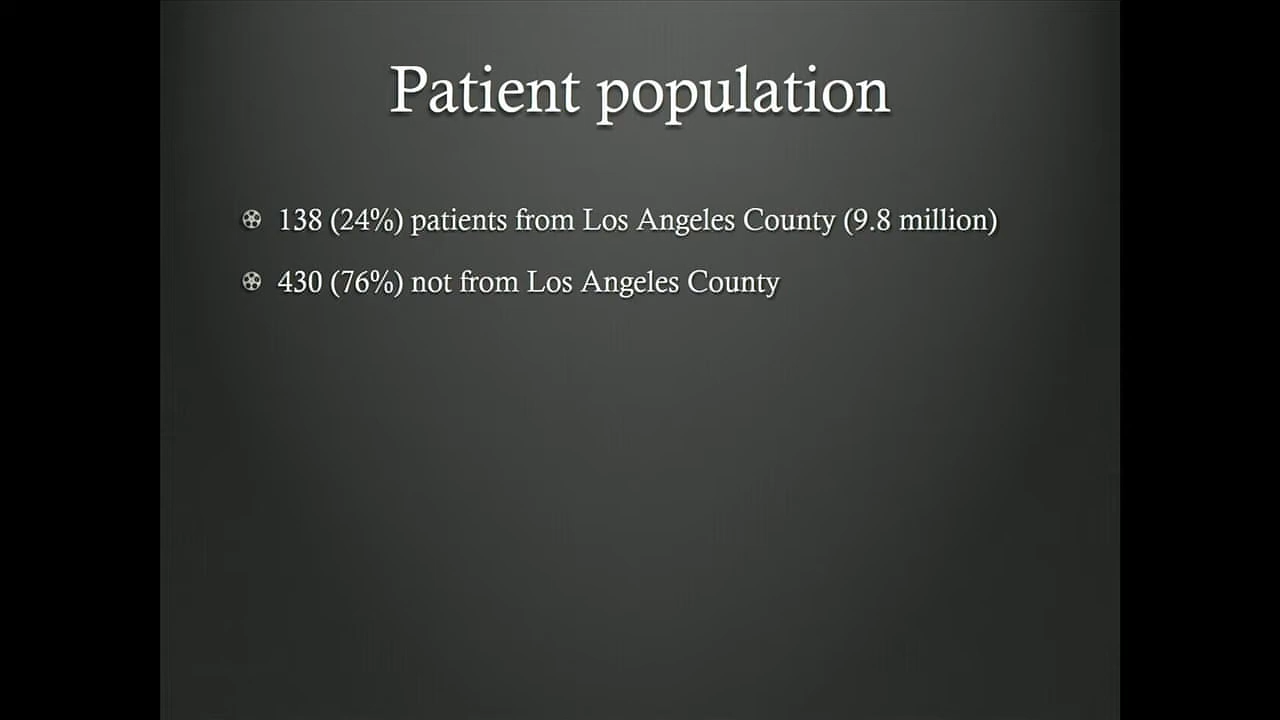 Patient population
138 (24%) patients from Los Angeles County (9.8 million)
430 (76%) not from Los Angeles County